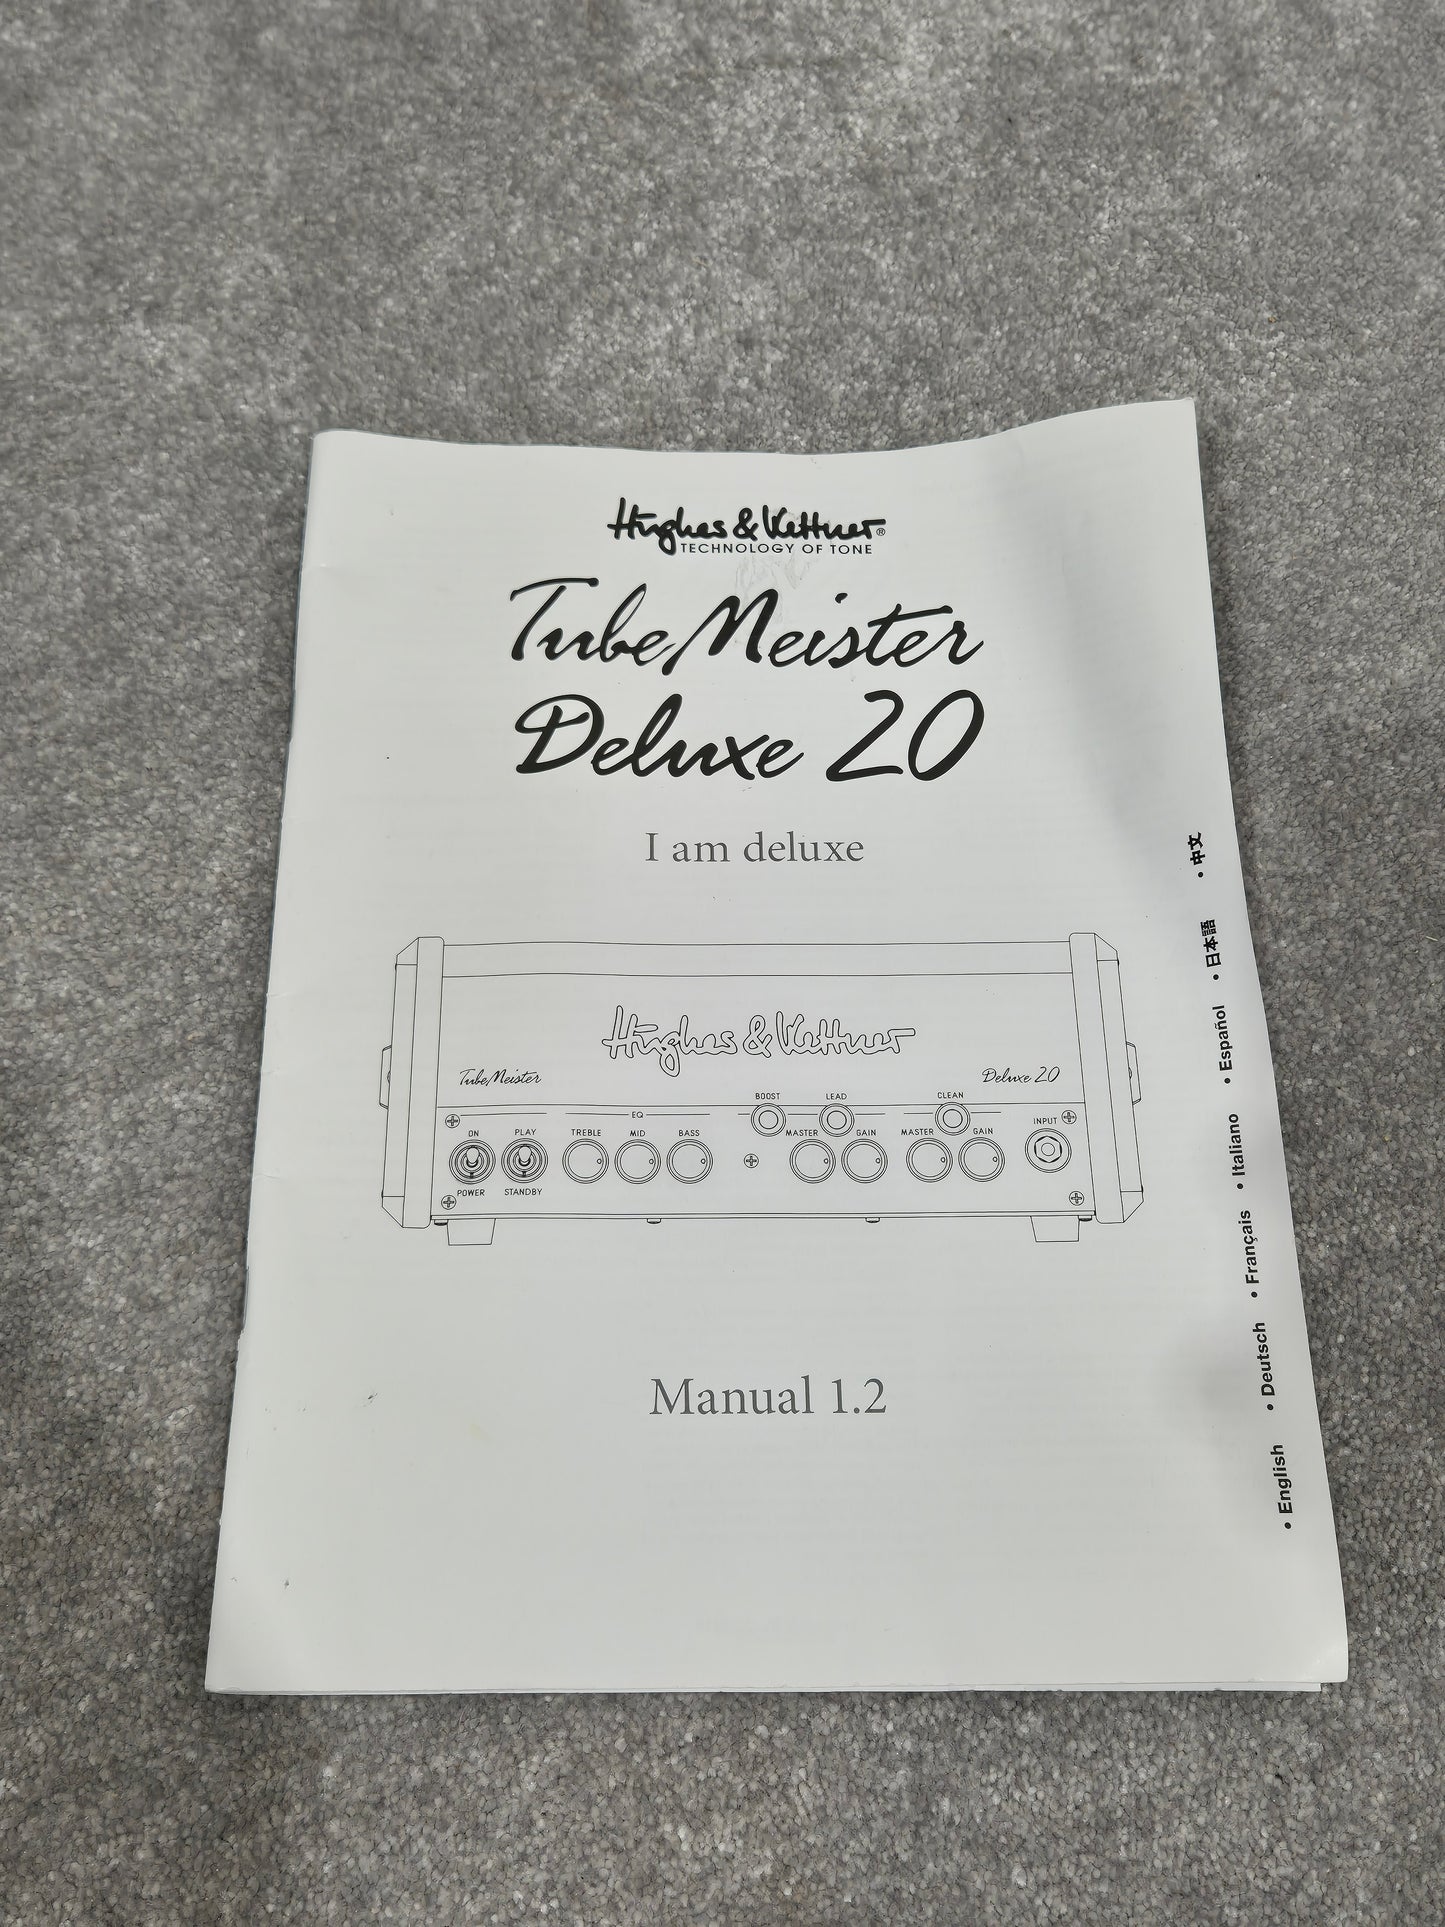 Hughes & Kettner®
TECHNOLOGY OF TONE
TubeMeister
Deluxe 20
I am deluxe
Hughes & Kettner
TubeMeister
Deluxe 20
BOOST
LEAD
CLEAN
EQ
ON
PLAY
TREBLE
MID
BASS
MASTER
GAIN
MASTER
GAIN
INPUT
POWER
STANDBY
Manual 1.2
• English • Deutsch • Français • Italiano • Español • 日本語 • 中文